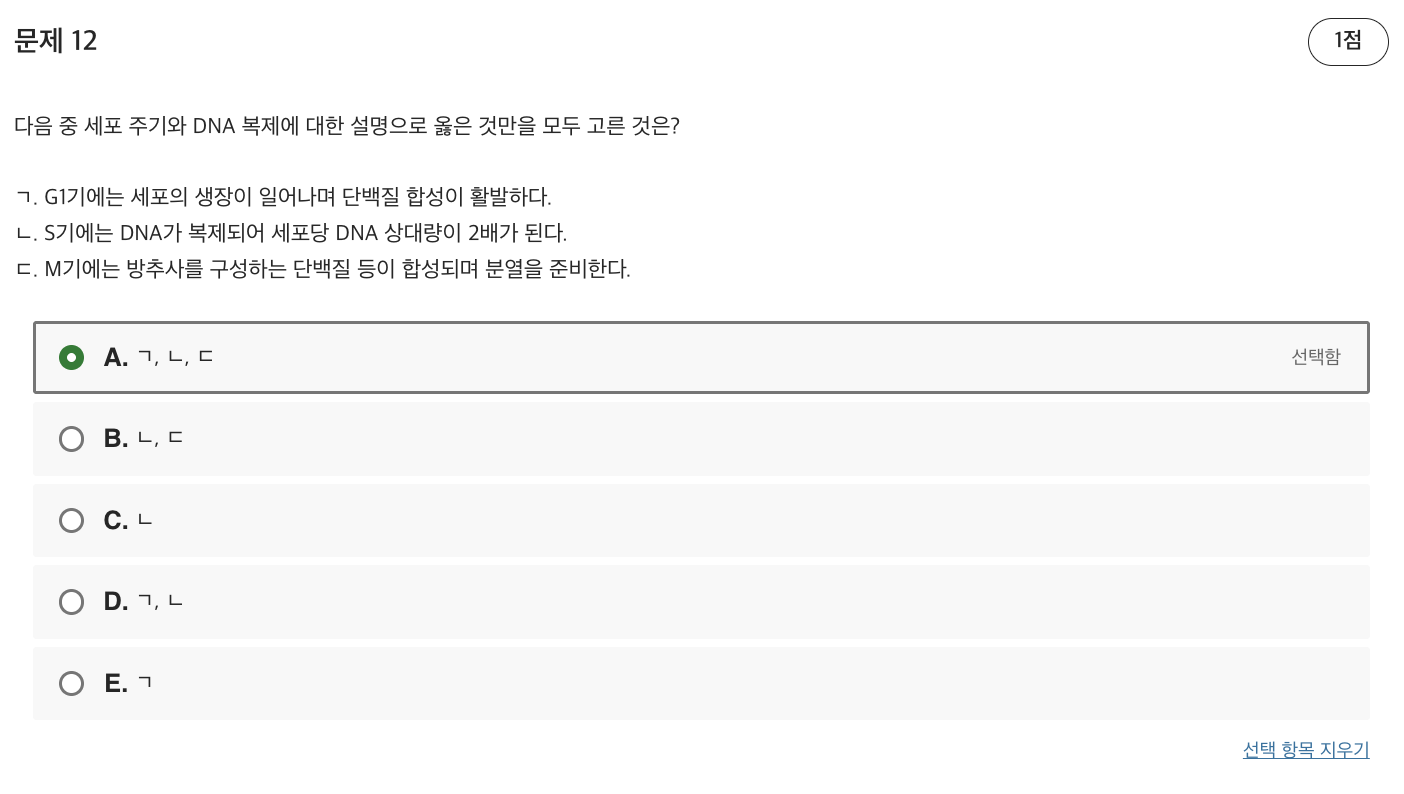 문제 12
1점
다음 중 세포 주기와 DNA 복제에 대한 설명으로 옳은 것만을 모두 고른 것은?
ㄱ. G1기에는 세포의 생장이 일어나며 단백질 합성이 활발하다.
ㄴ. S기에는 DNA가 복제되어 세포당 DNA 상대량이 2배가 된다.
ㄷ. M기에는 방추사를 구성하는 단백질 등이 합성되며 분열을 준비한다.
A. ㄱ, ㄴ, ㄷ 선택함
B. ㄴ, ㄷ
C. ㄴ
D. ㄱ, ㄴ
E. ㄱ
선택 항목 지우기